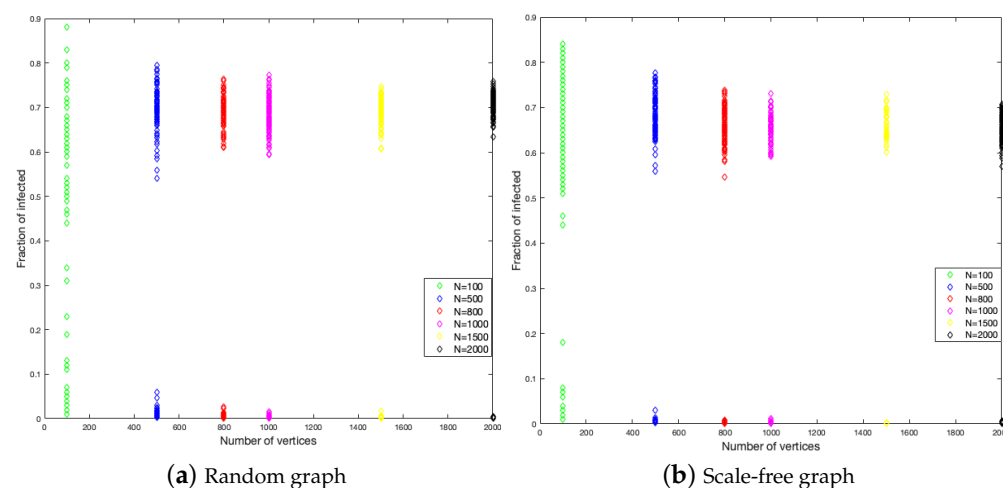 0.9
0.8
0.7
0.6
0.5
0.4
0.3
0.2
0.1
0
Fraction of infected
200 400 600 800 1000 1200 1400 1600 1800 2000
Number of vertices
N=100
N=500
N=800
N=1000
N=1500
N=2000
(a) Random graph
0.9
0.8
0.7
0.6
0.5
0.4
0.3
0.2
0.1
0
Fraction of infected
0 200 400 600 800 1000 1200 1400 1600 1800 2000
Number of vertices
N=100
N=500
N=800
N=1000
N=1500
N=2000
(b) Scale-free graph